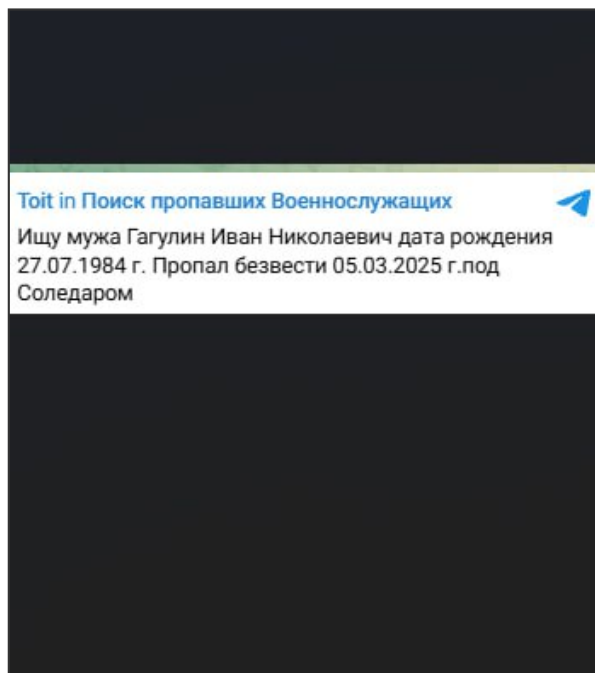 Toit in Поиск пропавших Военнослужащих
Ищу мужа Гагулин Иван Николаевич дата рождения
27.07.1984 г. Пропал безвести 05.03.2025 г.под
Соледаром